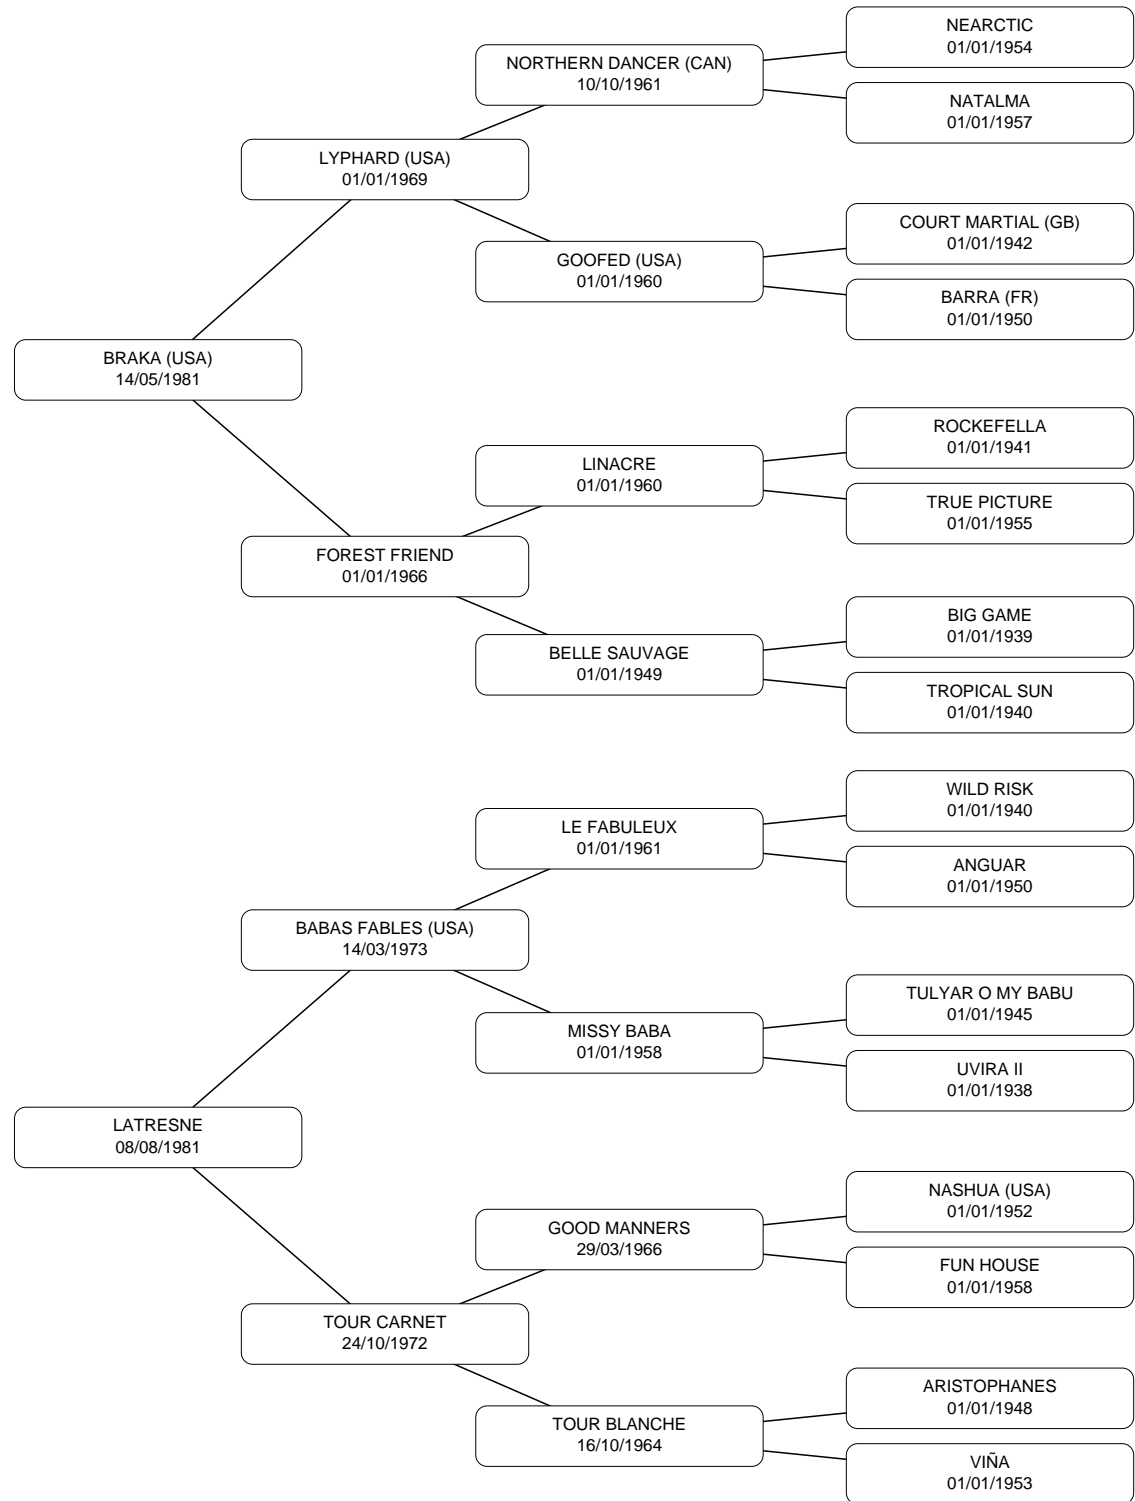 NEARCTIC
01/01/1954
NORTHERN DANCER (CAN)
10/10/1961
NATALMA
01/01/1957
LYPHARD (USA)
01/01/1969
COURT MARTIAL (GB)
01/01/1942
GOOFED (USA)
01/01/1960
BARRA (FR)
01/01/1950
BRAKA (USA)
14/05/1981
ROCKEFELLA
01/01/1941
LINACRE
01/01/1960
TRUE PICTURE
01/01/1955
FOREST FRIEND
01/01/1966
BIG GAME
01/01/1939
BELLE SAUVAGE
01/01/1949
TROPICAL SUN
01/01/1940
WILD RISK
01/01/1940
LE FABULEUX
01/01/1961
ANGUAR
01/01/1950
BABAS FABLES (USA)
14/03/1973
TULYAR O MY BABU
01/01/1945
MISSY BABA
01/01/1958
UVIRA II
01/01/1938
LATRESNE
08/08/1981
NASHUA (USA)
01/01/1952
GOOD MANNERS
29/03/1966
FUN HOUSE
01/01/1958
TOUR CARNET
24/10/1972
ARISTOPHANES
01/01/1948
TOUR BLANCHE
16/10/1964
VIÑA
01/01/1953